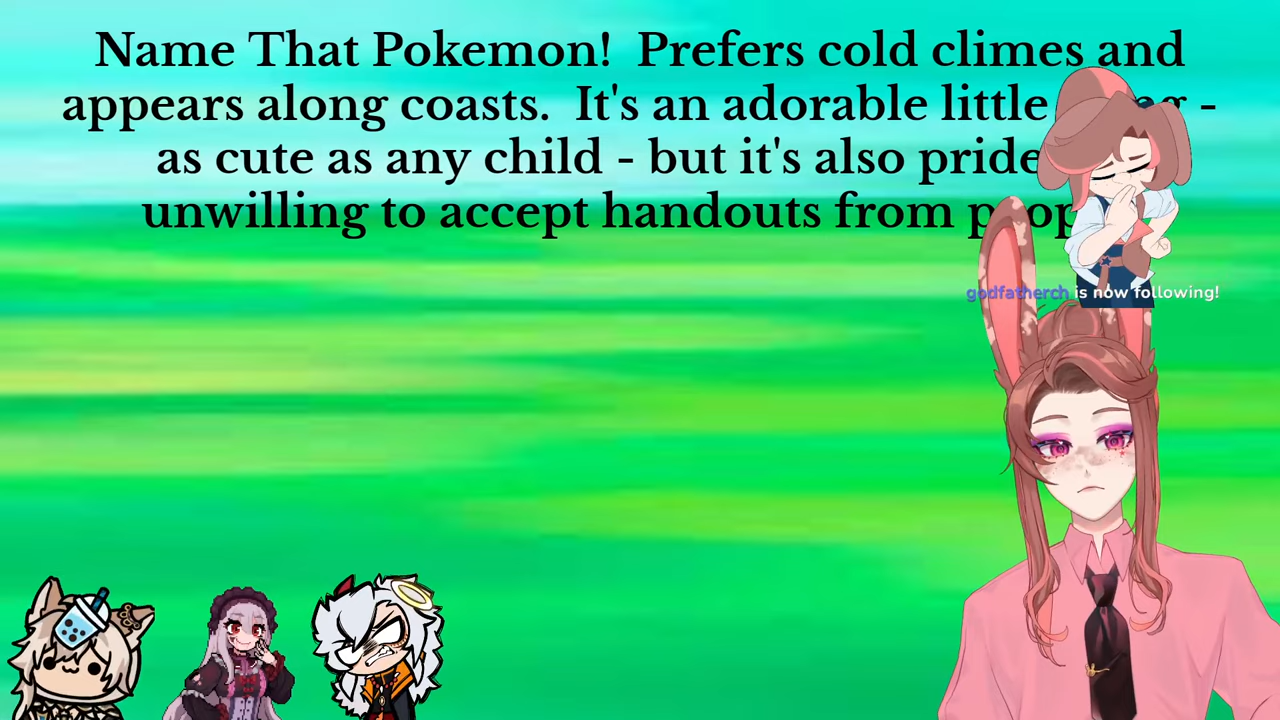 Name That Pokemon!  Prefers cold climes and
appears along coasts.  It's an adorable little
as cute as any child - but it's also pride
unwilling to accept handouts from
godfatherch is now following!